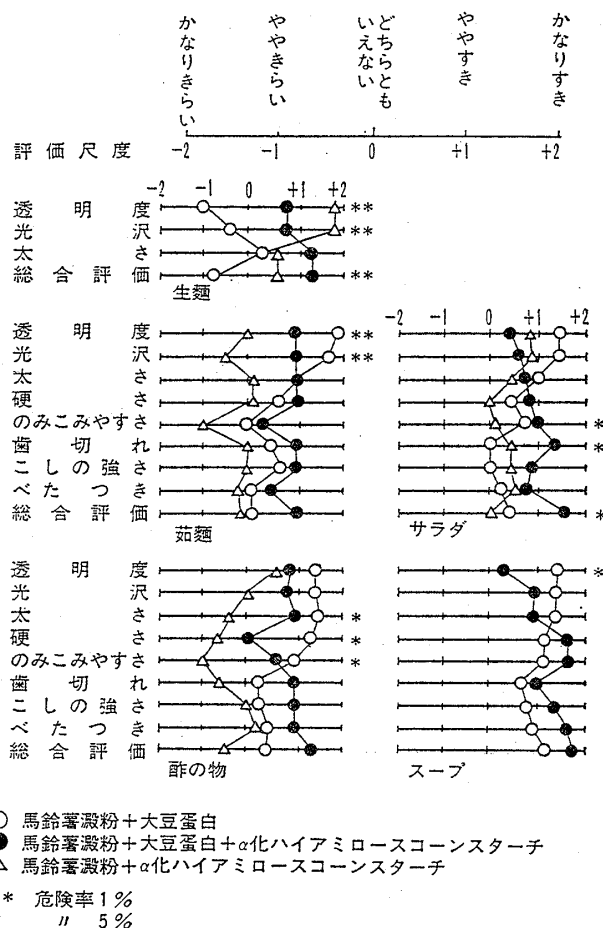 かなりきらい
ややきらい
どちらとも
いえない
ややすき
かなりすき
評価尺度
-2 -1 0 +1 +2
-2 -1 0 +1 +2
透明度 **
光沢 **
太さ
総合評価 **
生麺
-2 -1 0 +1 +2
透明度 **
光沢 **
太さ
硬さ
のみこみやすさ *
歯切れ *
こしの強さ
べたつき
総合評価 *
茹麺 サラダ
透明度 *
光沢
太さ *
硬さ *
のみこみやすさ *
歯切れ
こしの強さ
べたつき
総合評価
酢の物 スープ
○ 馬鈴薯澱粉+大豆蛋白
● 馬鈴薯澱粉+大豆蛋白+α化ハイアミロースコーンスターチ
△ 馬鈴薯澱粉+α化ハイアミロースコーンスターチ
* 危険率1%
〃 5%